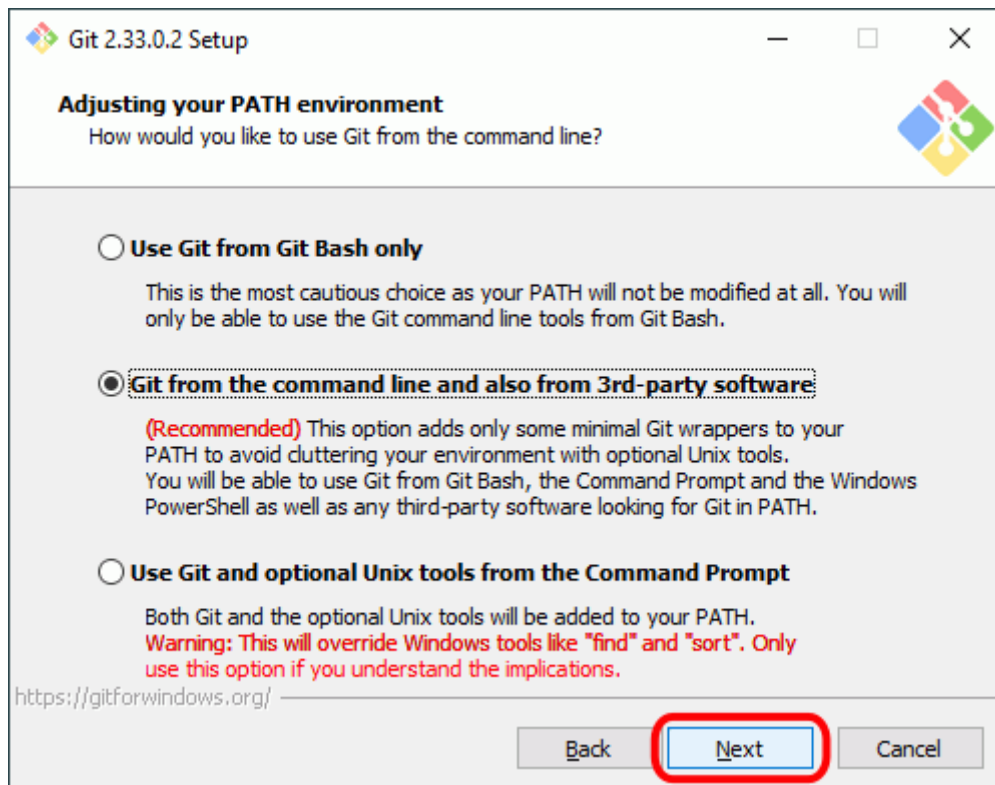 Git 2.33.0.2 Setup
Adjusting your PATH environment
How would you like to use Git from the command line?
Use Git from Git Bash only
This is the most cautious choice as your PATH will not be modified at all. You will
only be able to use the Git command line tools from Git Bash.
Git from the command line and also from 3rd-party software
(Recommended) This option adds only some minimal Git wrappers to your
PATH to avoid cluttering your environment with optional Unix tools.
You will be able to use Git from Git Bash, the Command Prompt and the Windows
PowerShell as well as any third-party software looking for Git in PATH.
Use Git and optional Unix tools from the Command Prompt
Both Git and the optional Unix tools will be added to your PATH.
Warning: This will override Windows tools like "find" and "sort". Only
use this option if you understand the implications.
https://gitforwindows.org/
Back Next Cancel